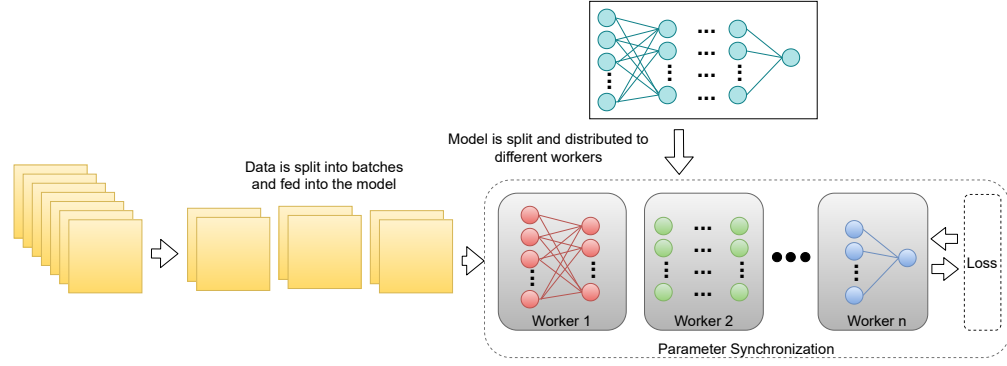 Model is split and distributed to
different workers
Data is split into batches
and fed into the model
Worker 1
Worker 2
Worker n
Loss
Parameter Synchronization